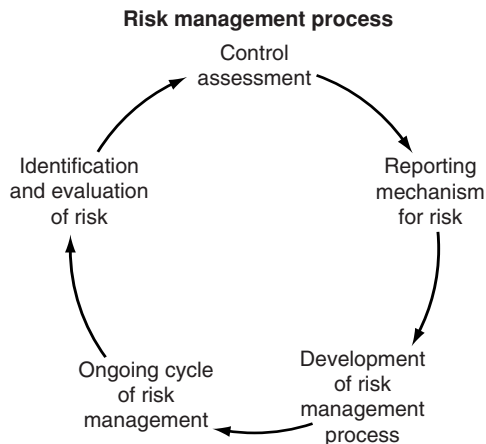 Risk management process
Control
assessment
Reporting
mechanism
for risk
Development
of risk
management
process
Ongoing cycle
of risk
management
Identification
and evaluation
of risk